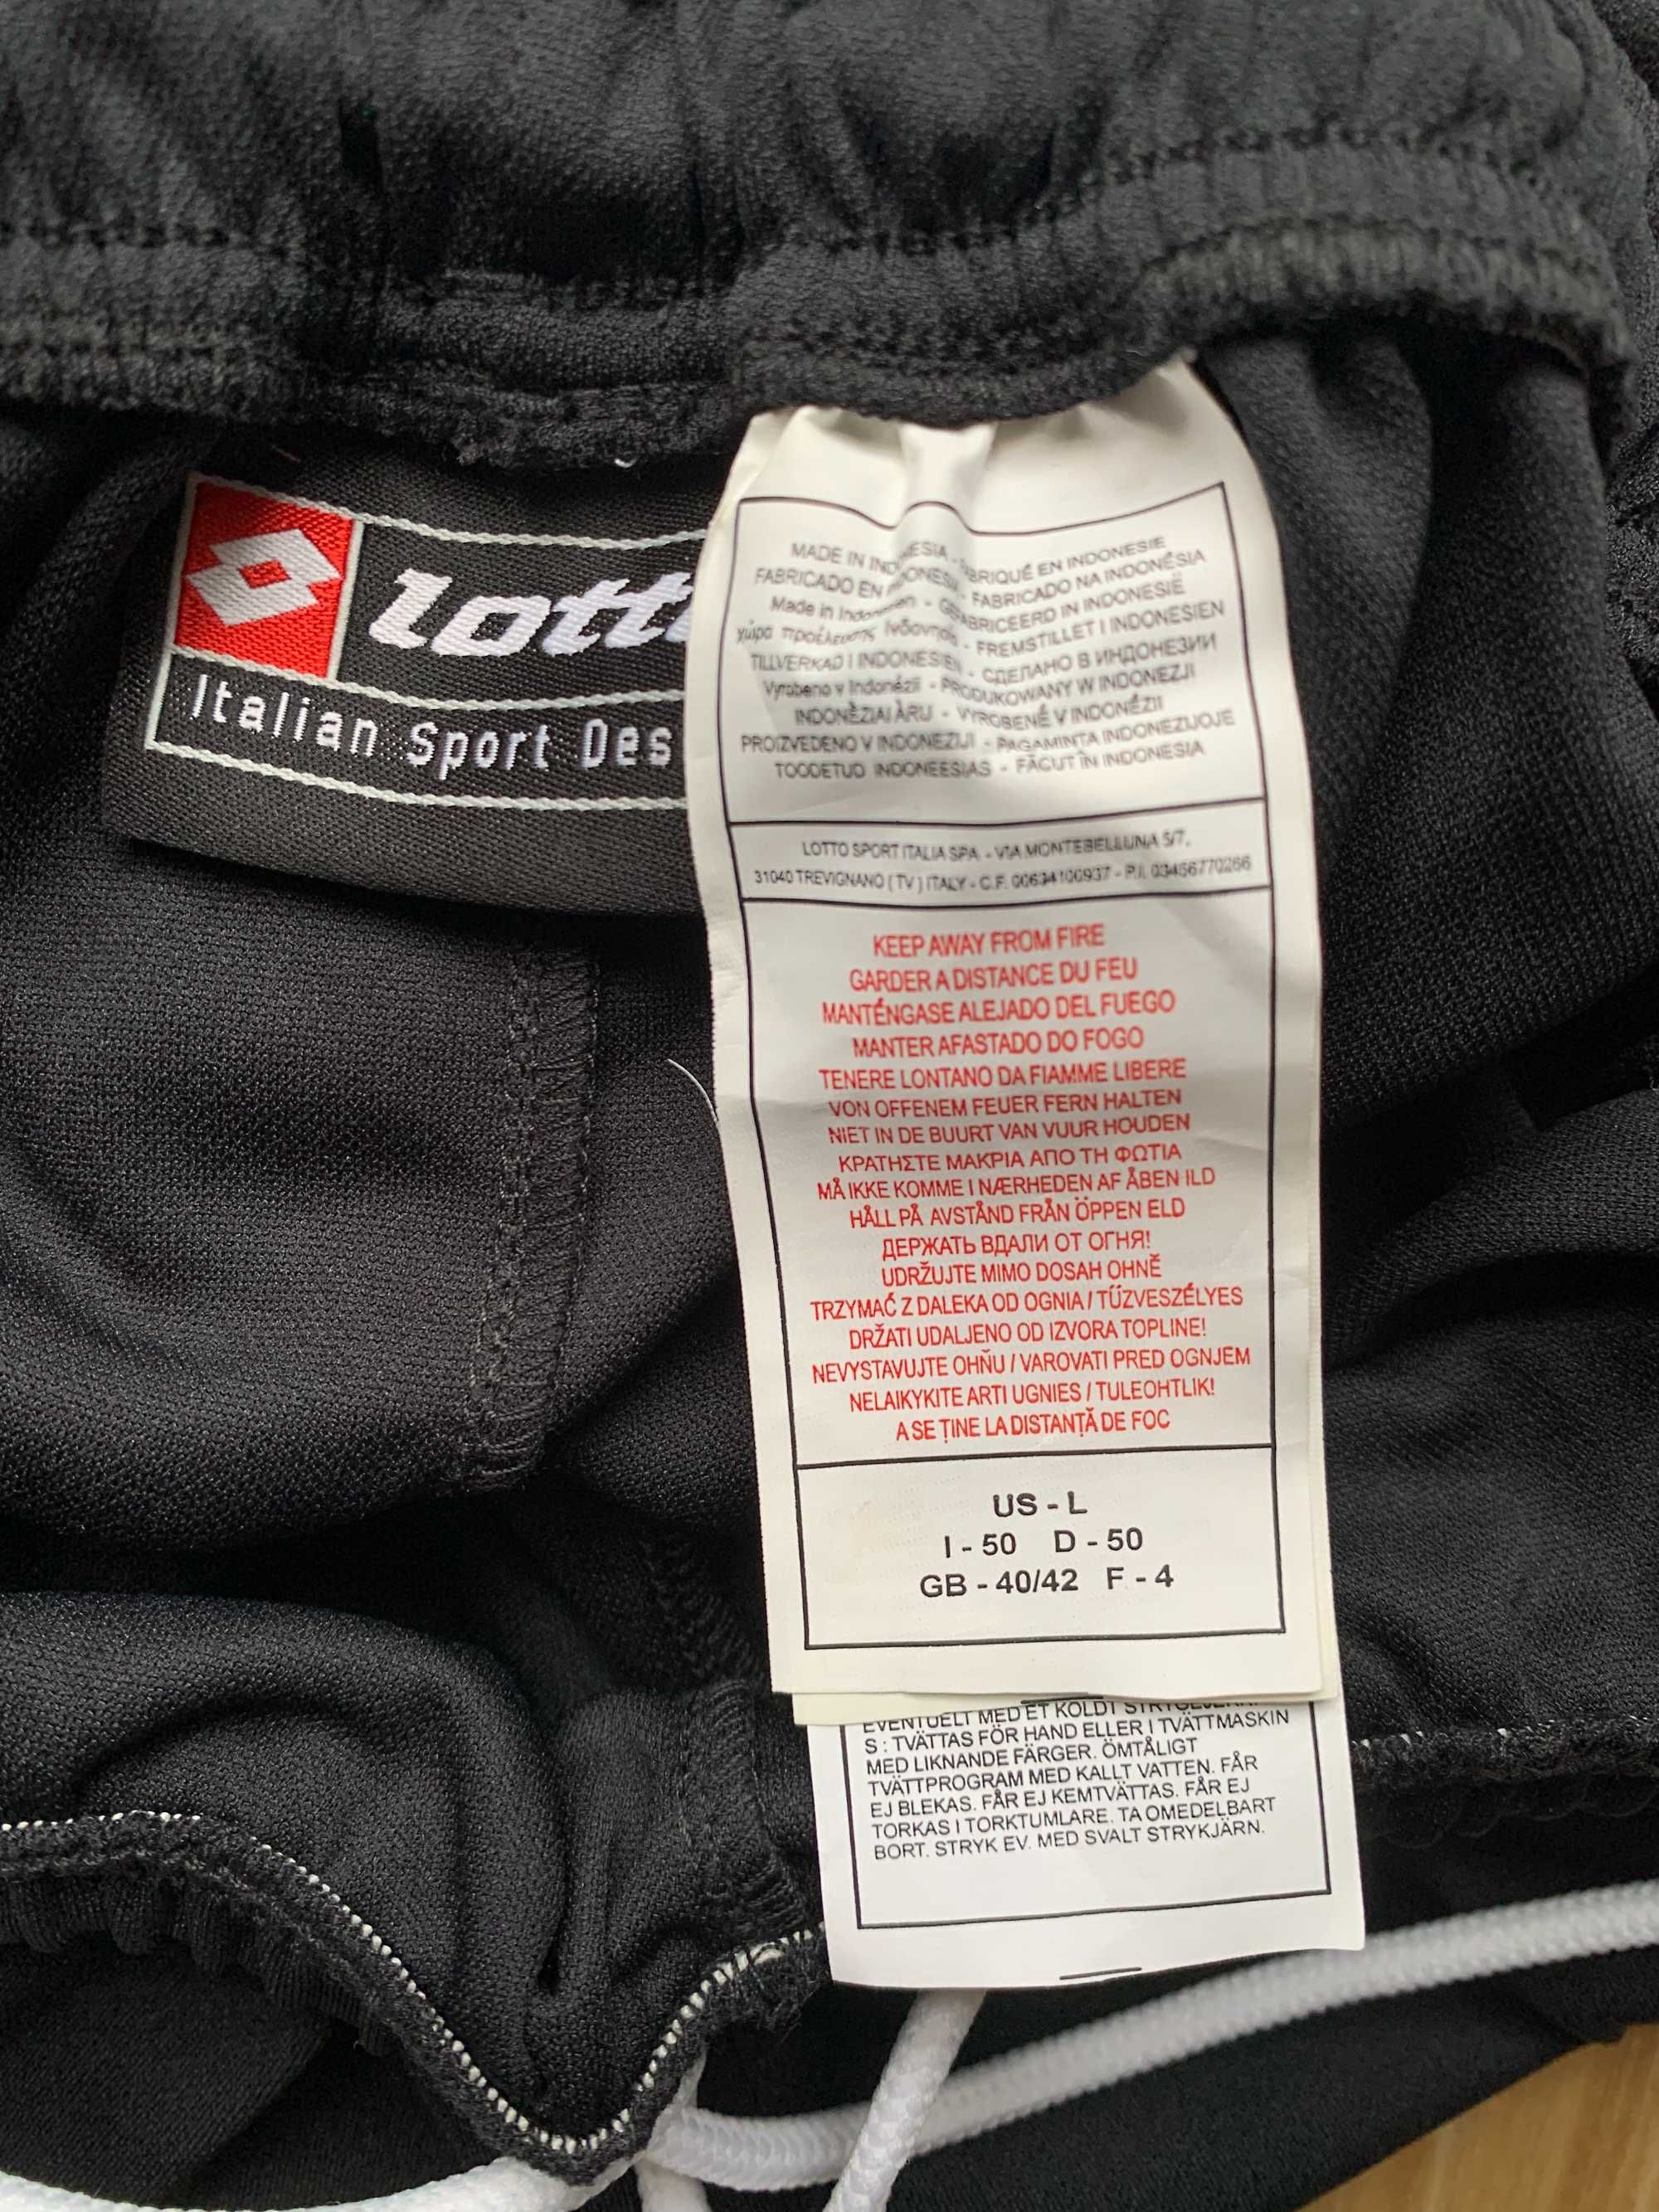 lott
Italian Sport Des
MADE IN INDONESIA - FABRIQUÉ EN INDONESIE
FABRICADO EN INDONESIA - FABRICADO NA INDONÉSIA
Made in Indonesien - GEFABRICEERD IN INDONESIË
χώρα προέλευσης Ινδονησία - FREMSTILLET I INDONESIEN
TILLVERKAD I INDONESIEN - СДЕЛАНО В ИНДОНЕЗИИ
Vyrobeno v Indonézii - PRODUKOWANY W INDONEZJI
INDONÈZIAI ÀRU - VYROBENÉ V INDONÉZII
PROIZVEDENO V INDONEZIJI - PAGAMINTA INDONEZIJOJE
TOODETUD INDONEESIAS - FĂCUT ÎN INDONESIA
LOTTO SPORT ITALIA SPA - VIA MONTEBELLUNA 5/7,
31040 TREVIGNANO ( TV ) ITALY - C.F. 00634100937 - P.I. 03456770266
KEEP AWAY FROM FIRE
GARDER A DISTANCE DU FEU
MANTÉNGASE ALEJADO DEL FUEGO
MANTER AFASTADO DO FOGO
TENERE LONTANO DA FIAMME LIBERE
VON OFFENEM FEUER FERN HALTEN
NIET IN DE BUURT VAN VUUR HOUDEN
ΚΡΑΤΗΣΤΕ ΜΑΚΡΙΑ ΑΠΟ ΤΗ ΦΩΤΙΑ
MÅ IKKE KOMME I NÆRHEDEN AF ÅBEN ILD
HÅLL PÅ AVSTÅND FRÅN ÖPPEN ELD
ДЕРЖАТЬ ВДАЛИ ОТ ОГНЯ!
UDRŽUJTE MIMO DOSAH OHNĚ
TRZYMAĆ Z DALEKA OD OGNIA / TŰZVESZÉLYES
DRŽATI UDALJENO OD IZVORA TOPLINE!
NEVYSTAVUJTE OHŇU / VAROVATI PRED OGNJEM
NELAIKYKITE ARTI UGNIES / TULEOHTLIK!
A SE ȚINE LA DISTANȚĂ DE FOC
US - L
I - 50 D - 50
GB - 40/42 F - 4
EVENTUELT MED ET KOLDT
S : TVÄTTAS FÖR HAND ELLER I TVÄTTMASKIN
MED LIKNANDE FÄRGER. ÖMTÅLIGT
TVÄTTPROGRAM MED KALLT VATTEN. FÅR
EJ BLEKAS. FÅR EJ KEMTVÄTTAS. FÅR EJ
TORKAS I TORKTUMLARE. TA OMEDELBART
BORT. STRYK EV. MED SVALT STRYKJÄRN.